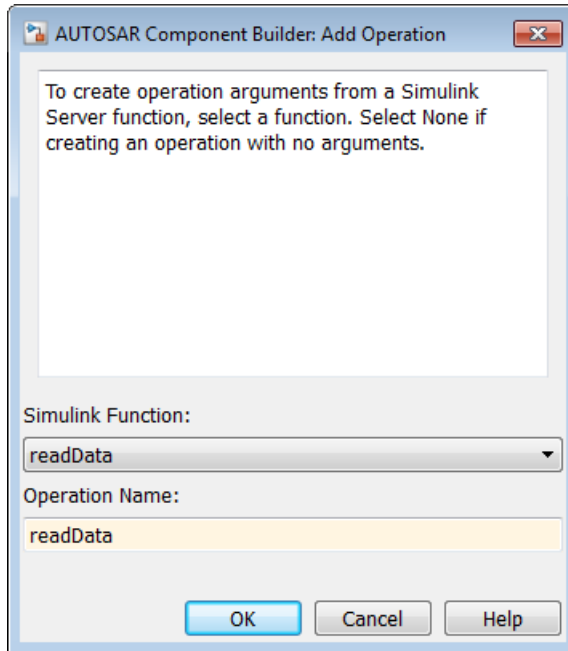 AUTOSAR Component Builder: Add Operation
To create operation arguments from a Simulink
Server function, select a function. Select None if
creating an operation with no arguments.
Simulink Function:
readData
Operation Name:
readData
OK Cancel Help